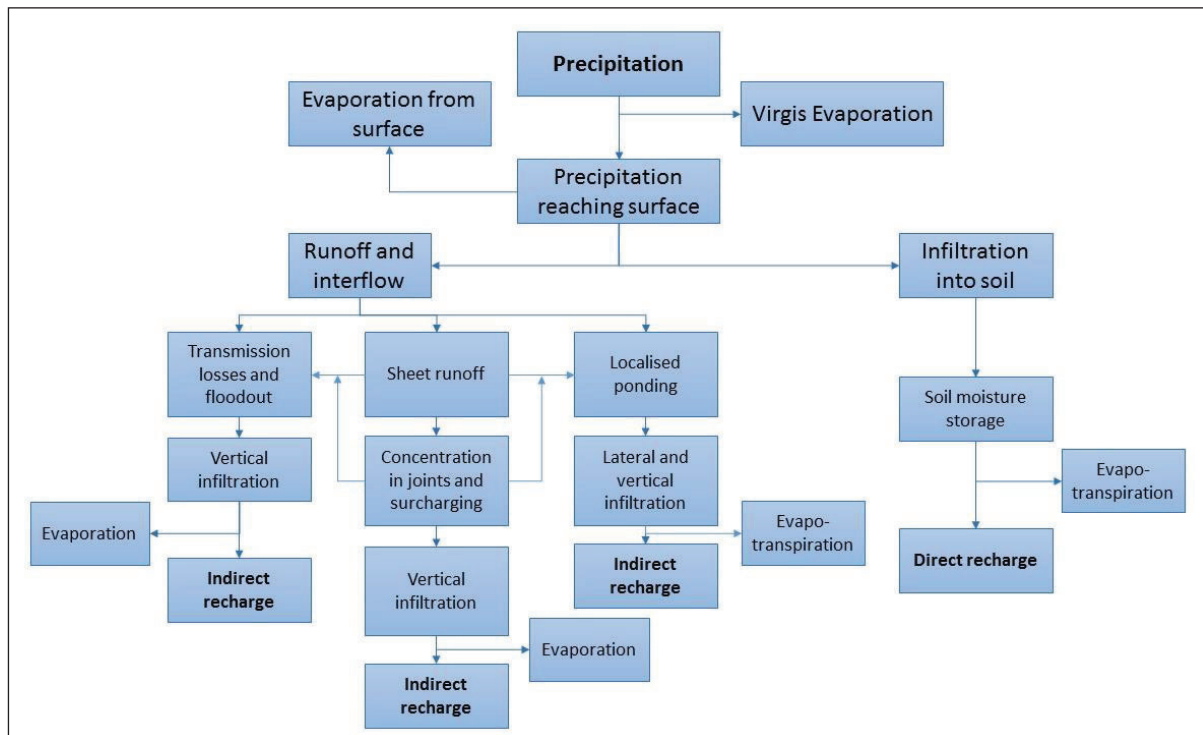 Precipitation
Evaporation from
surface
Virgis Evaporation
Precipitation
reaching surface
Runoff and
interflow
Infiltration
into soil
Transmission
losses and
floodout
Sheet runoff
Localised
ponding
Soil moisture
storage
Vertical
infiltration
Concentration
in joints and
surcharging
Lateral and
vertical
infiltration
Evapo-
transpiration
Evaporation
Evapo-
transpiration
Indirect
recharge
Vertical
infiltration
Indirect
recharge
Direct recharge
Evaporation
Indirect
recharge